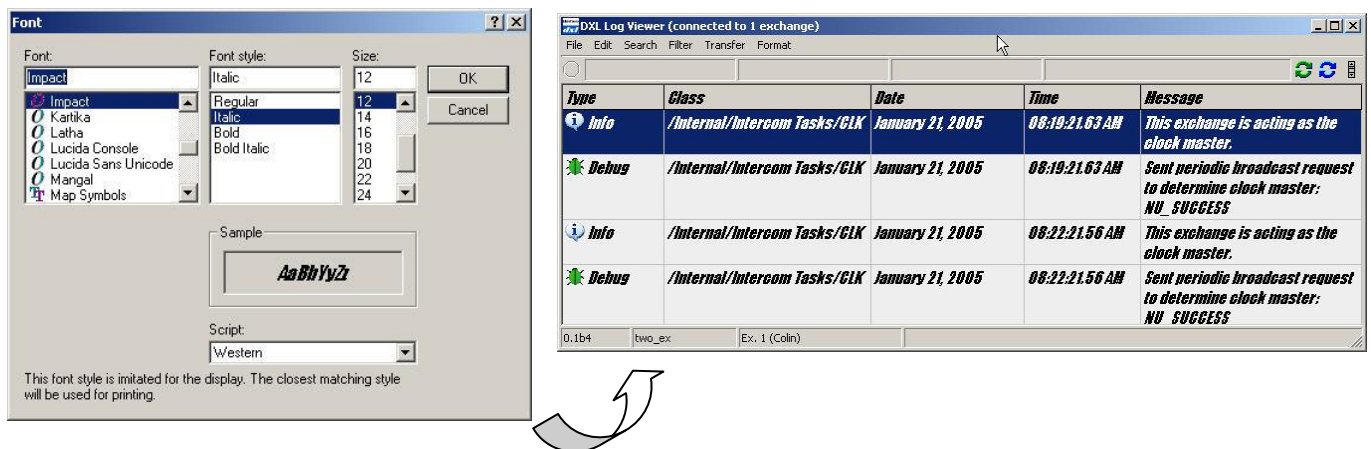 Font
Font:
Font style:
Size:
Impact
Italic
12
OK
Cancel
Impact
Kartika
Latha
Lucida Console
Lucida Sans Unicode
Mangal
Map Symbols
Regular
Italic
Bold
Bold Italic
12
14
16
18
20
22
24
Sample
AaBbYyZz
Script:
Western
This font style is imitated for the display. The closest matching style
will be used for printing.
DXL Log Viewer (connected to 1 exchange)
File Edit Search Filter Transfer Format
Type Class Date Time Message
Info /Internal/Intercom Tasks/CLK January 21, 2005 08:19:21.63 AM This exchange is acting as the
clock master.
Debug /Internal/Intercom Tasks/CLK January 21, 2005 08:19:21.63 AM Sent periodic broadcast request
to determine clock master:
NU_SUCCESS
Info /Internal/Intercom Tasks/CLK January 21, 2005 08:22:21.56 AM This exchange is acting as the
clock master.
Debug /Internal/Intercom Tasks/CLK January 21, 2005 08:22:21.56 AM Sent periodic broadcast request
to determine clock master:
NU_SUCCESS
0.1b4 two_ex Ex. 1 (Colin)